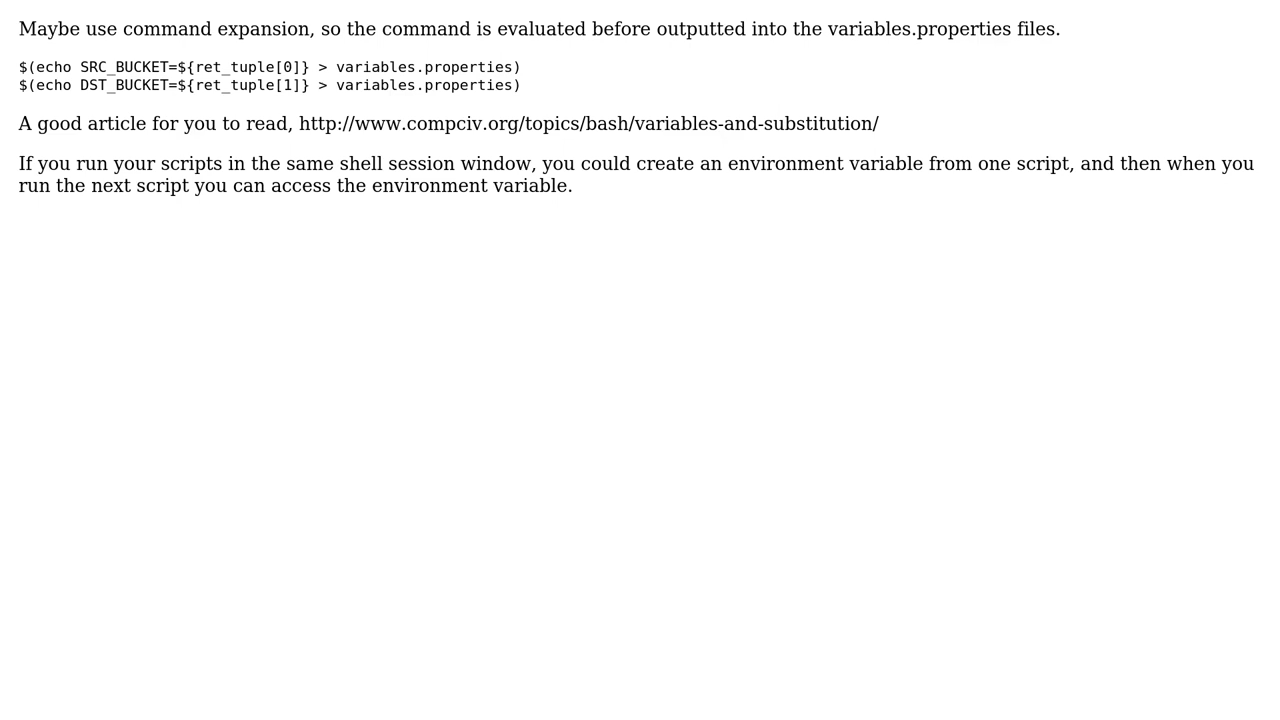 Maybe use command expansion, so the command is evaluated before outputted into the variables.properties files.
$(echo SRC_BUCKET=${ret_tuple[0]} > variables.properties)
$(echo DST_BUCKET=${ret_tuple[1]} > variables.properties)
A good article for you to read, http://www.compciv.org/topics/bash/variables-and-substitution/
If you run your scripts in the same shell session window, you could create an environment variable from one script, and then when you
run the next script you can access the environment variable.